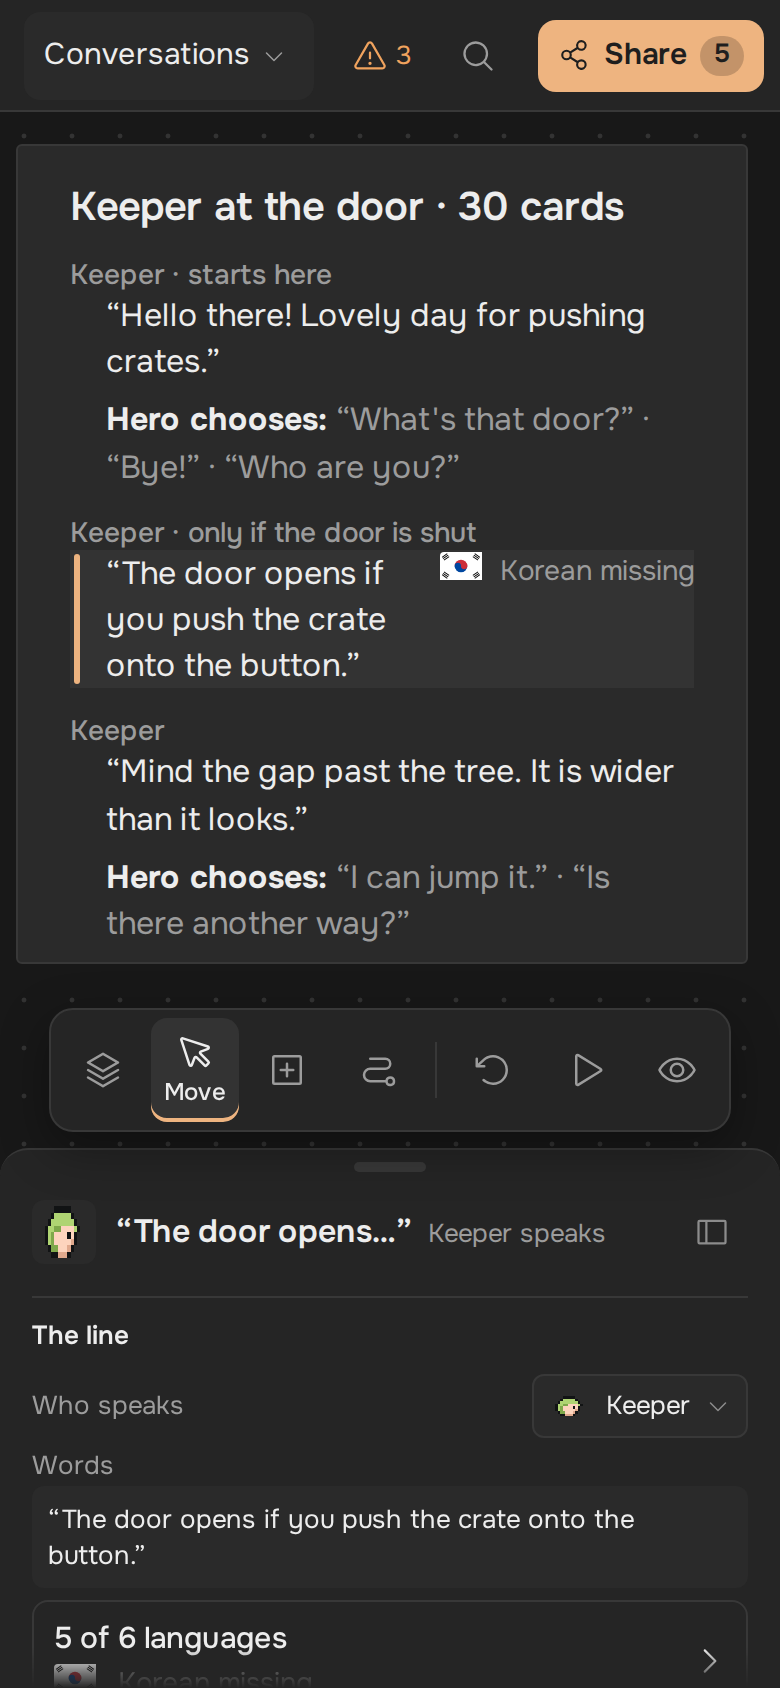 Conversations
3
Share 5
Keeper at the door · 30 cards
Keeper · starts here
“Hello there! Lovely day for pushing
crates.”
Hero chooses: “What's that door?” ·
“Bye!” · “Who are you?”
Keeper · only if the door is shut
“The door opens if
you push the crate
onto the button.”
Korean missing
Keeper
“Mind the gap past the tree. It is wider
than it looks.”
Hero chooses: “I can jump it.” · “Is
there another way?”
Move
“The door opens...” Keeper speaks
The line
Who speaks
Keeper
Words
“The door opens if you push the crate onto the
button.”
5 of 6 languages
Korean missing